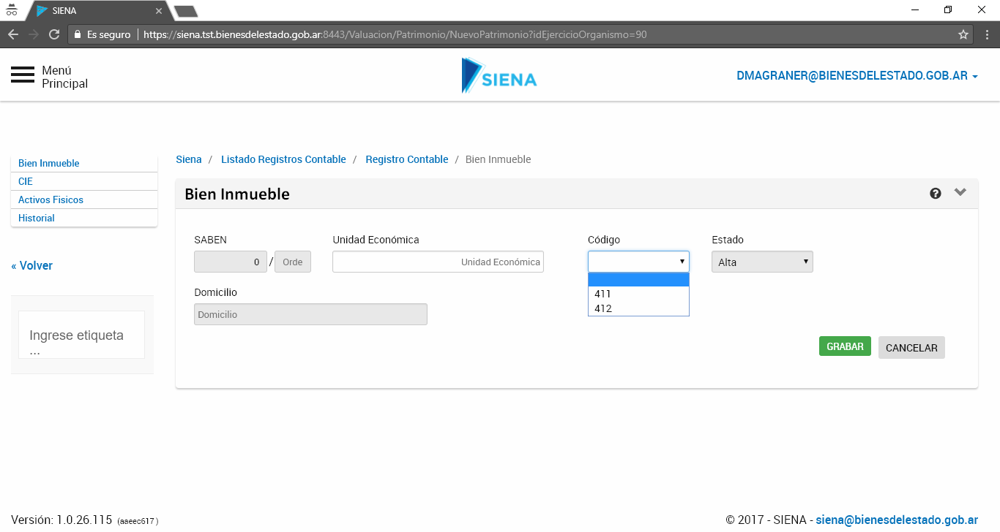 SIENA
Es seguro https://siena.tst.bienesdelestado.gob.ar:8443/Valuacion/Patrimonio/NuevoPatrimonio?idEjercicioOrganismo=90
Menú
Principal
SIENA
DMAGRANER@BIENESDELESTADO.GOB.AR
Bien Inmueble
CIE
Activos Fisicos
Historial
« Volver
Ingrese etiqueta
...
Siena / Listado Registros Contable / Registro Contable / Bien Inmueble
Bien Inmueble
SABEN Unidad Económica Código Estado
0 / Orde Unidad Económica Alta
411
412
Domicilio
Domicilio
GRABAR CANCELAR
Versión: 1.0.26.115 (aaeec617)
© 2017 - SIENA - siena@bienesdelestado.gob.ar